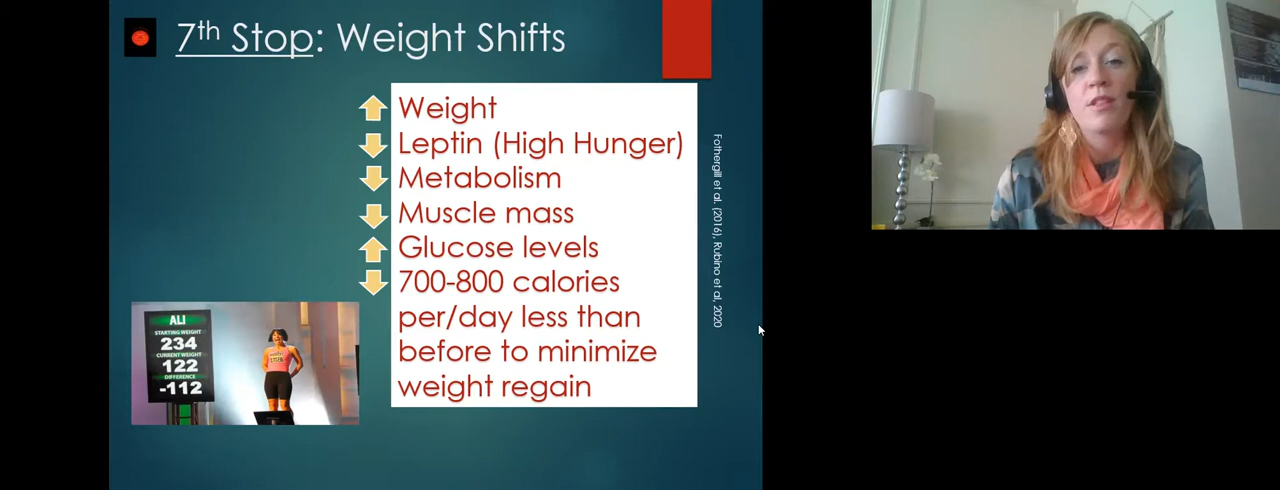 7th Stop: Weight Shifts
Weight
Leptin (High Hunger)
Metabolism
Muscle mass
Glucose levels
700-800 calories
per/day less than
before to minimize
weight regain
Fothergill et al. (2016), Rubino et al, 2020
ALI
STARTING WEIGHT
234
CURRENT WEIGHT
122
DIFFERENCE
-112